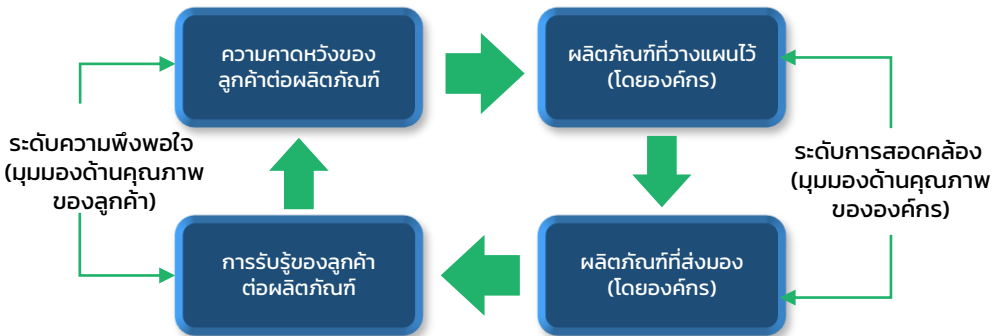 ความคาดหวังของ
ลูกค้าต่อผลิตภัณฑ์
ผลิตภัณฑ์ที่วางแผนไว้
(โดยองค์กร)
ระดับความพึงพอใจ
(มุมมองด้านคุณภาพ
ของลูกค้า)
ระดับการสอดคล้อง
(มุมมองด้านคุณภาพ
ขององค์กร)
การรับรู้ของลูกค้า
ต่อผลิตภัณฑ์
ผลิตภัณฑ์ที่ส่งมอง
(โดยองค์กร)